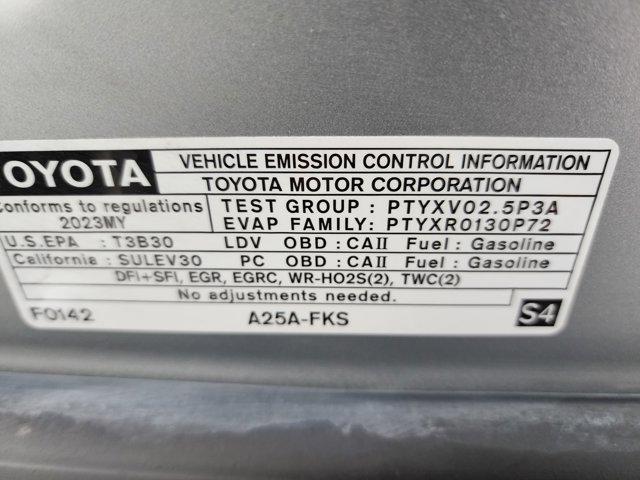 OYOTA VEHICLE EMISSION CONTROL INFORMATION
TOYOTA MOTOR CORPORATION
Conforms to regulations TEST GROUP : PTYXV02.5P3A
2023MY EVAP FAMILY: PTYXR0130P72
U.S.EPA : T3B30 LDV OBD : CAII Fuel : Gasoline
California : SULEV30 PC OBD : CAII Fuel : Gasoline
DFI+SFI, EGR, EGRC, WR-HO2S(2), TWC(2)
No adjustments needed.
F0142 A25A-FKS S4